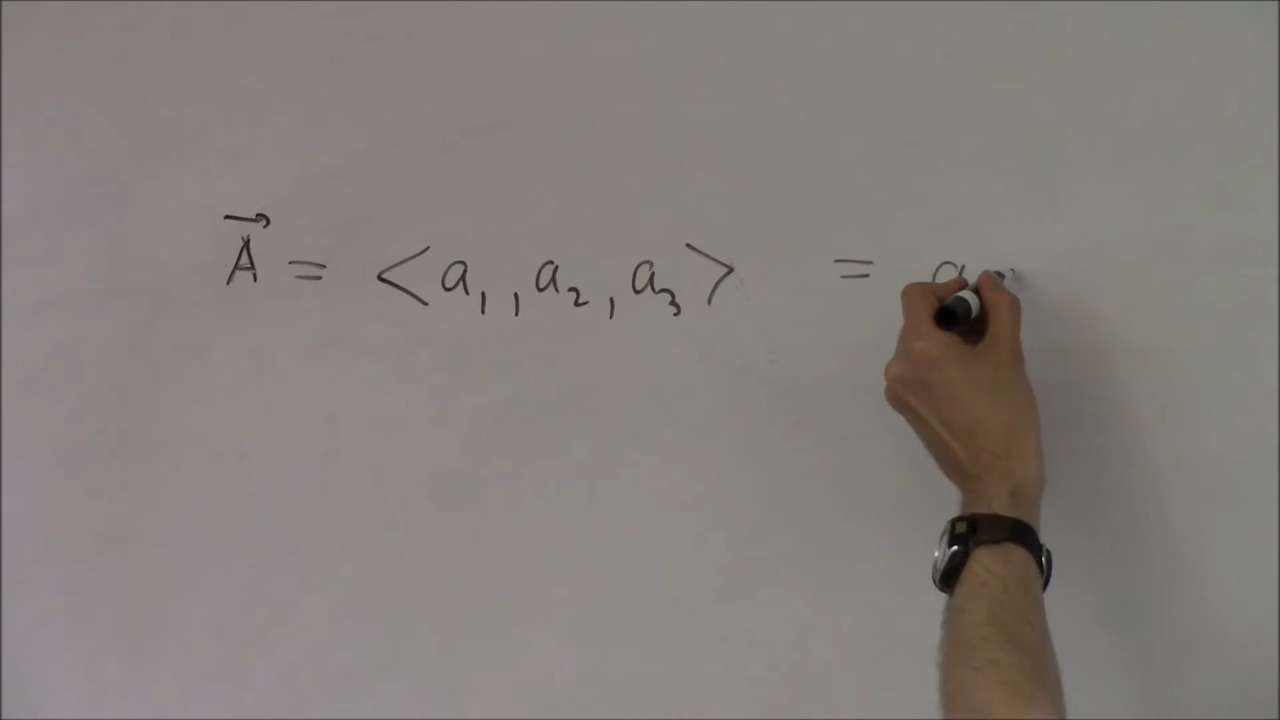 A⃗ = <a₁, a₂, a₃> = a